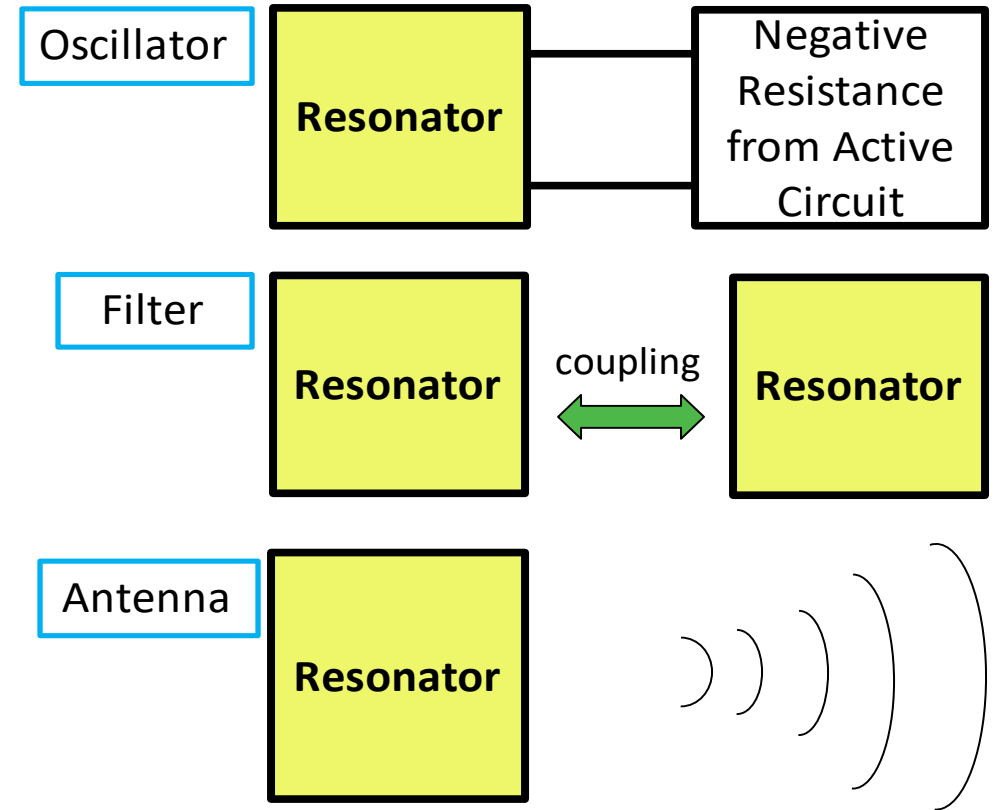 Oscillator
Resonator
Negative
Resistance
from Active
Circuit
Filter
Resonator
coupling
Resonator
Antenna
Resonator